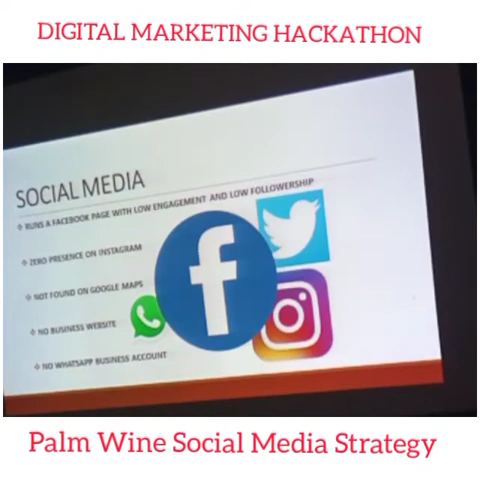 DIGITAL MARKETING HACKATHON
SOCIAL MEDIA
RUNS A FACEBOOK PAGE WITH LOW ENGAGEMENT AND LOW FOLLOWERSHIP
ZERO PRESENCE ON INSTAGRAM
NOT FOUND ON GOOGLE MAPS
NO BUSINESS WEBSITE
NO WHATSAPP BUSINESS ACCOUNT
Palm Wine Social Media Strategy